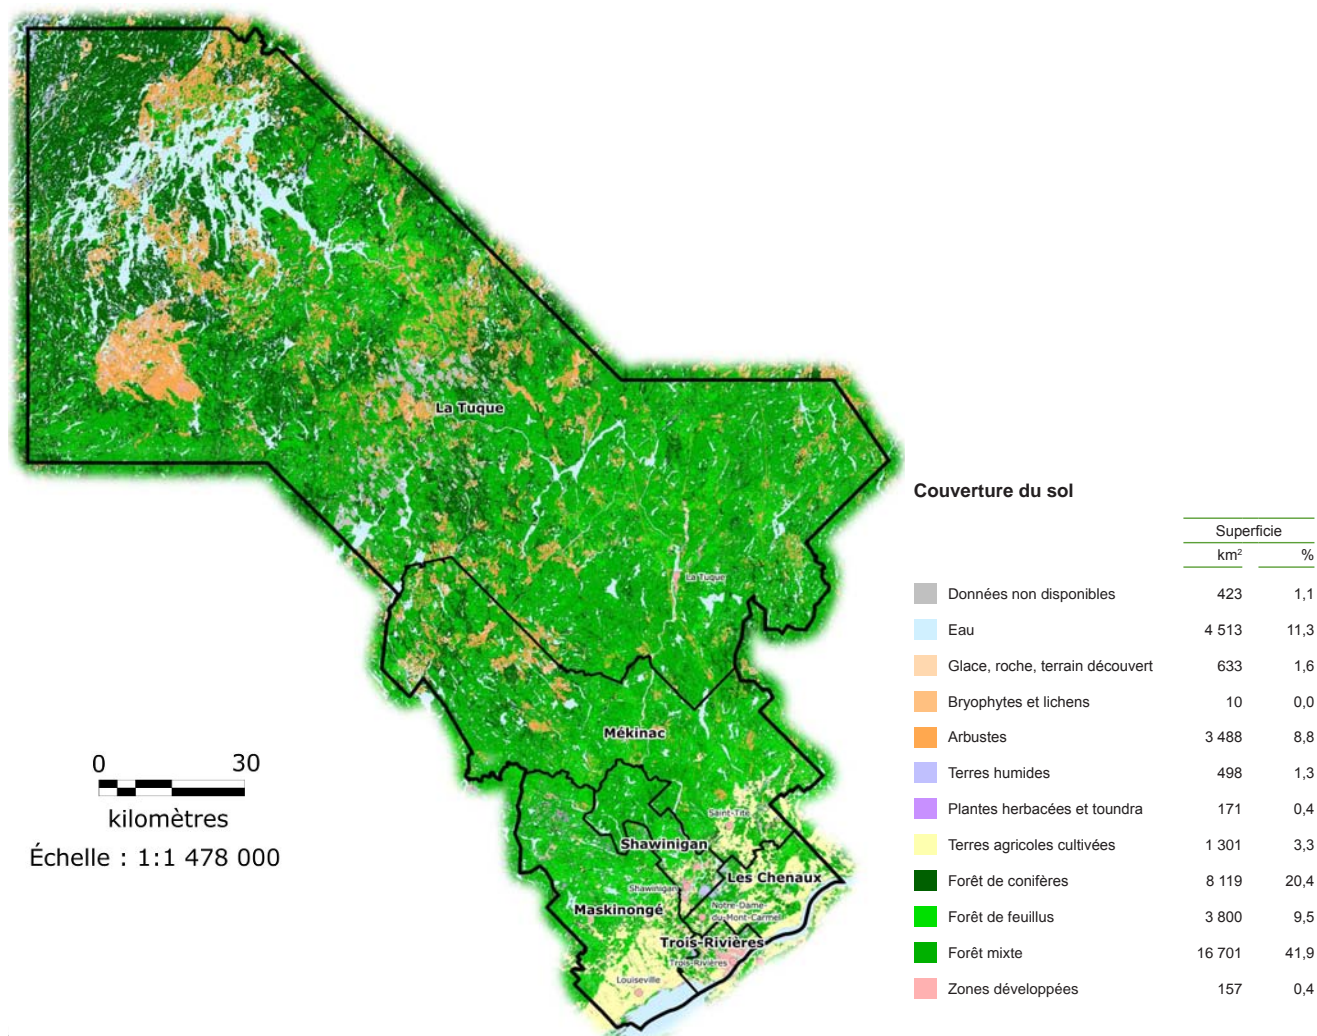 La Tuque
La Tuque
Mékinac
Saint-Tite
Shawinigan
Les Chenaux
Shawinigan
Notre-Dame-
du-Mont-Carmel
Maskinongé
Trois-Rivières
Trois-Rivières
Louiseville
0 30
kilomètres
Échelle : 1:1 478 000
Couverture du sol
Superficie
km² %
Données non disponibles 423 1,1
Eau 4 513 11,3
Glace, roche, terrain découvert 633 1,6
Bryophytes et lichens 10 0,0
Arbustes 3 488 8,8
Terres humides 498 1,3
Plantes herbacées et toundra 171 0,4
Terres agricoles cultivées 1 301 3,3
Forêt de conifères 8 119 20,4
Forêt de feuillus 3 800 9,5
Forêt mixte 16 701 41,9
Zones développées 157 0,4